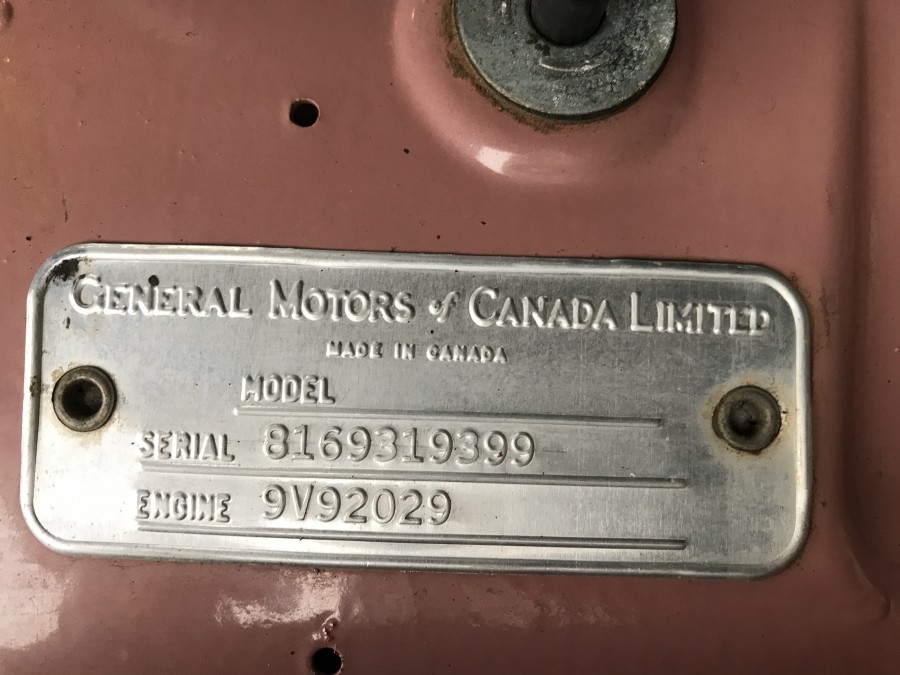 GENERAL MOTORS of CANADA LIMITED
MADE IN CANADA
MODEL
SERIAL 8169319399
ENGINE 9V92029